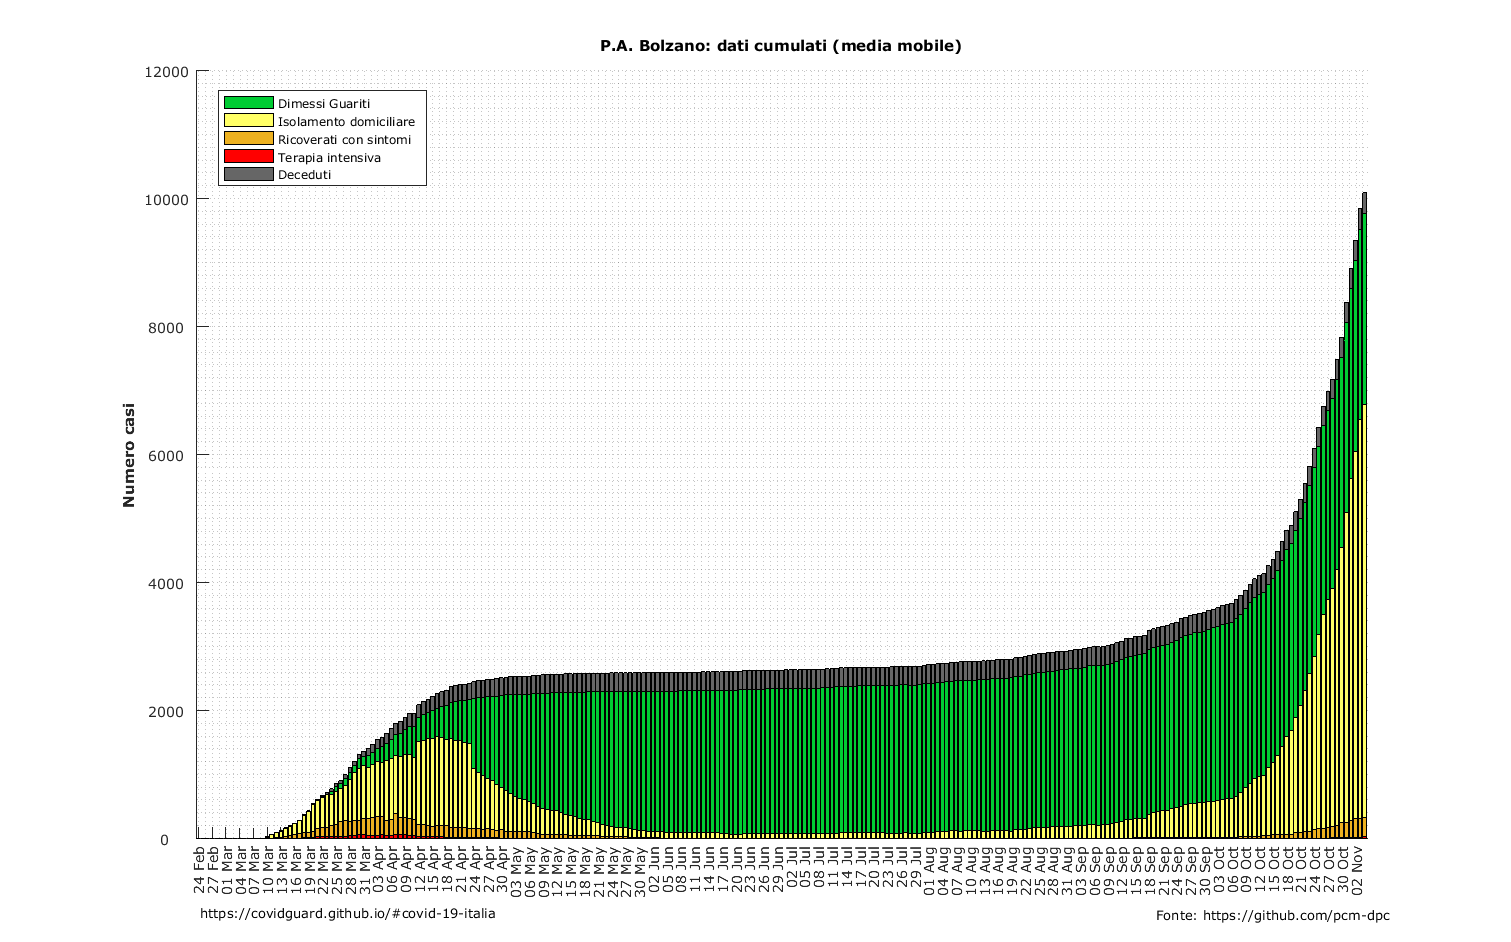 P.A. Bolzano: dati cumulati (media mobile)
12000
10000
8000
6000
4000
2000
0
Numero casi
Dimessi Guariti
Isolamento domiciliare
Ricoverati con sintomi
Terapia intensiva
Deceduti
24 Feb
27 Feb
01 Mar
04 Mar
07 Mar
10 Mar
13 Mar
16 Mar
19 Mar
22 Mar
25 Mar
28 Mar
31 Mar
03 Apr
06 Apr
09 Apr
12 Apr
15 Apr
18 Apr
21 Apr
24 Apr
27 Apr
30 Apr
03 May
06 May
09 May
12 May
15 May
18 May
21 May
24 May
27 May
30 May
02 Jun
05 Jun
08 Jun
11 Jun
14 Jun
17 Jun
20 Jun
23 Jun
26 Jun
29 Jun
02 Jul
05 Jul
08 Jul
11 Jul
14 Jul
17 Jul
20 Jul
23 Jul
26 Jul
29 Jul
01 Aug
04 Aug
07 Aug
10 Aug
13 Aug
16 Aug
19 Aug
22 Aug
25 Aug
28 Aug
31 Aug
03 Sep
06 Sep
09 Sep
12 Sep
15 Sep
18 Sep
21 Sep
24 Sep
27 Sep
30 Sep
03 Oct
06 Oct
09 Oct
12 Oct
15 Oct
18 Oct
21 Oct
24 Oct
27 Oct
30 Oct
02 Nov
https://covidguard.github.io/#covid-19-italia
Fonte: https://github.com/pcm-dpc